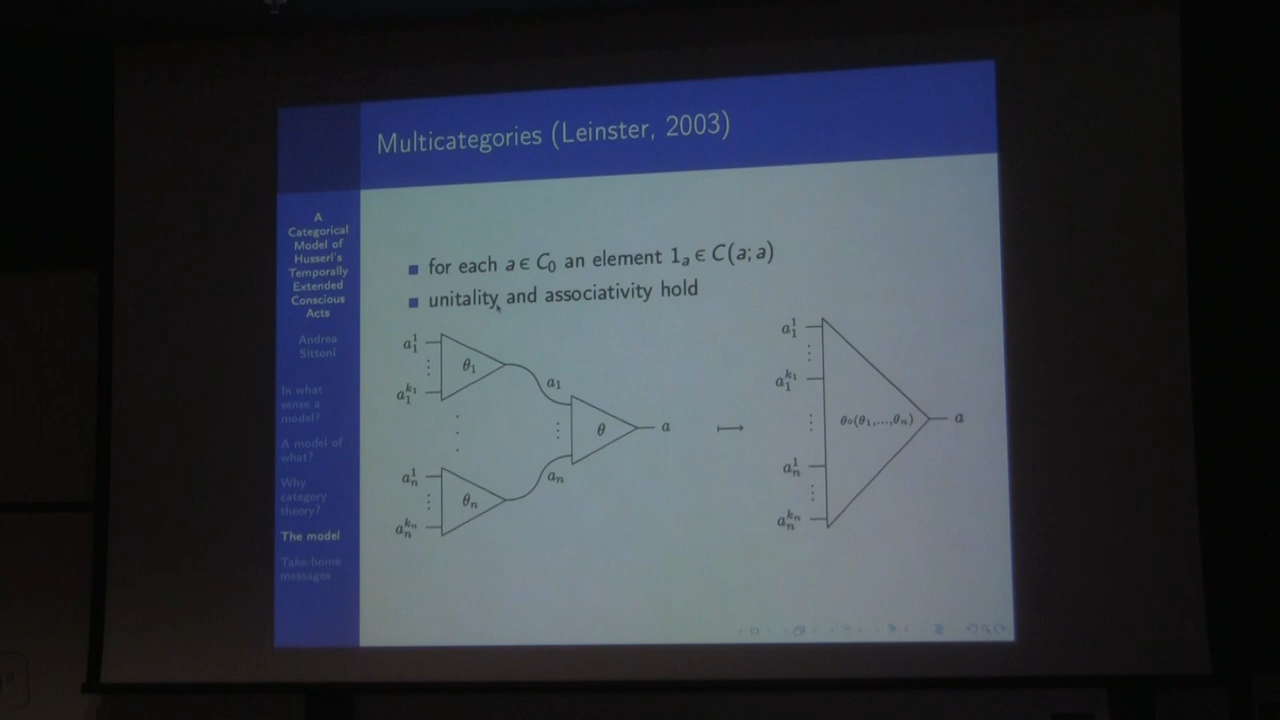 Multicategories (Leinster, 2003)
A
Categorical
Model of
Husserl's
Temporally
Extended
Conscious
Acts
Andrea
Sittoni
In what
sense a
model?
A model of
what?
Why
category
theory?
The model
Take-home
messages
■ for each a ∈ C₀ an element 1ₐ ∈ C(a; a)
■ unitality and associativity hold
a₁¹
⋮
a₁^{k₁}
θ₁
a₁
⋮
aₙ¹
⋮
aₙ^{kₙ}
θₙ
aₙ
θ
a
⟼
a₁¹
⋮
a₁^{k₁}
⋮
aₙ¹
⋮
aₙ^{kₙ}
θ∘(θ₁,...,θₙ)
a